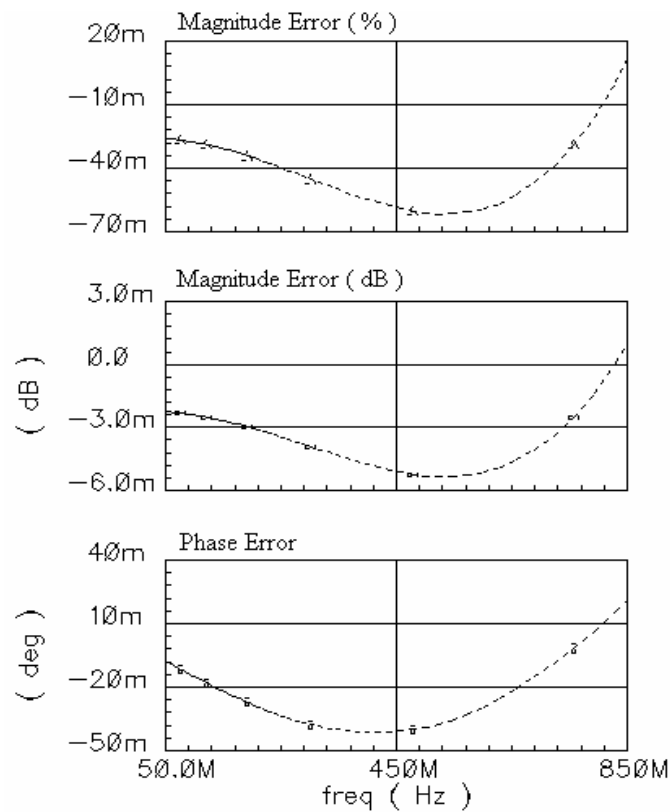 Magnitude Error ( % )
20m
-10m
-40m
-70m
Magnitude Error ( dB )
3.0m
0.0
-3.0m
-6.0m
( dB )
Phase Error
40m
10m
-20m
-50m
( deg )
50.0M 450M 850M
freq ( Hz )